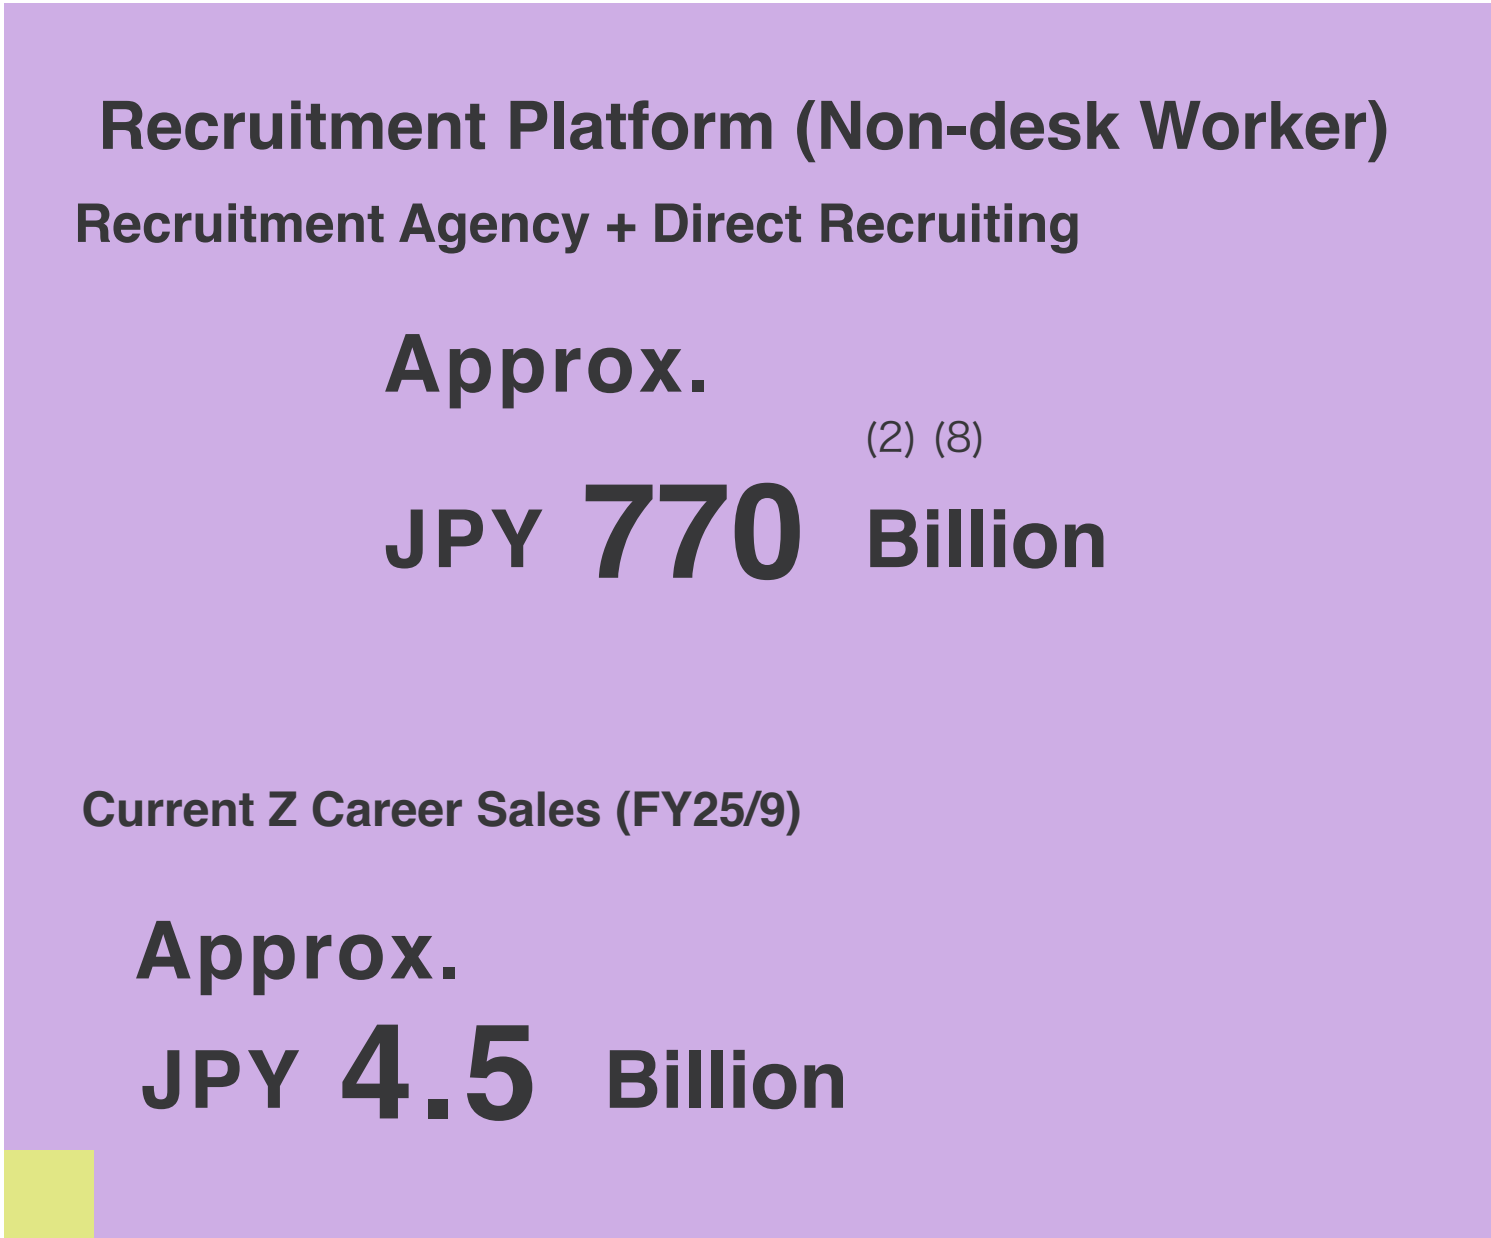 Recruitment Platform (Non-desk Worker)
Recruitment Agency + Direct Recruiting
Approx.
(2) (8)
JPY 770 Billion
Current Z Career Sales (FY25/9)
Approx.
JPY 4.5 Billion